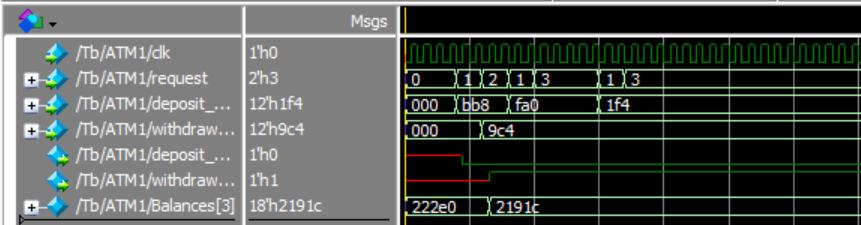 Msgs
/Tb/ATM1/clk 1'h0
/Tb/ATM1/request 2'h3 0 1 2 1 3 1 3
/Tb/ATM1/deposit_... 12'h1f4 000 bb8 fa0 1f4
/Tb/ATM1/withdraw... 12'h9c4 000 9c4
/Tb/ATM1/deposit_... 1'h0
/Tb/ATM1/withdraw... 1'h1
/Tb/ATM1/Balances[3] 18'h2191c 222e0 2191c